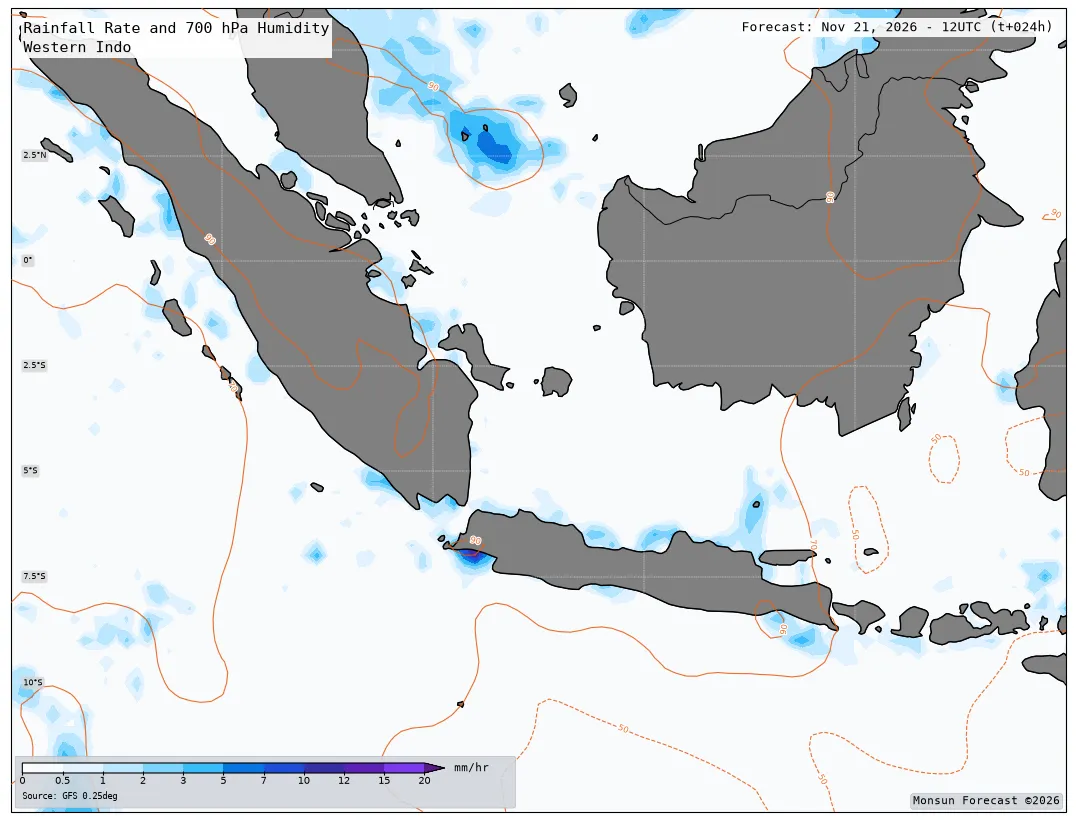 Rainfall Rate and 700 hPa Humidity
Western Indo
Forecast: Nov 21, 2026 - 12UTC (t+024h)
90
2.5°N
90
90
90
0°
2.5°S
50
50
5°S
50
90
70
7.5°S
90
10°S
50
50
mm/hr
0 0.5 1 2 3 5 7 10 12 15 20
Source: GFS 0.25deg
Monsun Forecast ©2026